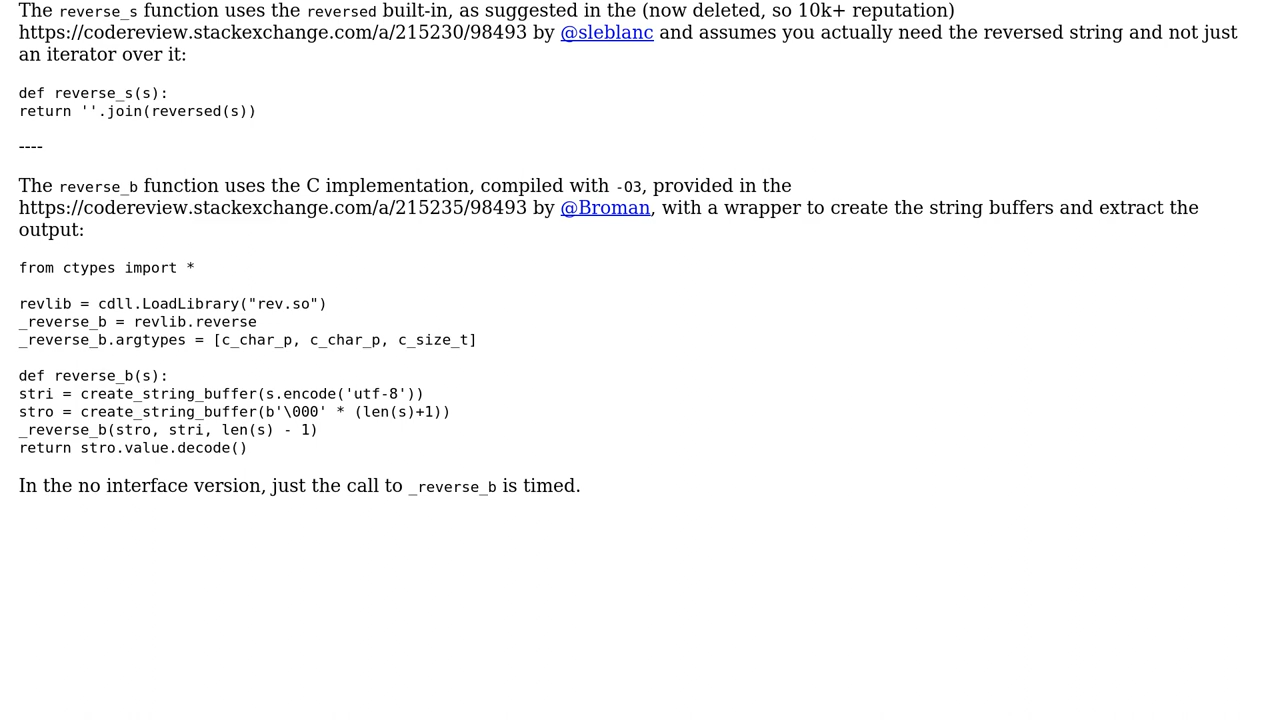 The reverse_s function uses the reversed built-in, as suggested in the (now deleted, so 10k+ reputation)
https://codereview.stackexchange.com/a/215230/98493 by @sleblanc and assumes you actually need the reversed string and not just
an iterator over it:
def reverse_s(s):
return ''.join(reversed(s))
----
The reverse_b function uses the C implementation, compiled with -O3, provided in the
https://codereview.stackexchange.com/a/215235/98493 by @Broman, with a wrapper to create the string buffers and extract the
output:
from ctypes import *
revlib = cdll.LoadLibrary("rev.so")
_reverse_b = revlib.reverse
_reverse_b.argtypes = [c_char_p, c_char_p, c_size_t]
def reverse_b(s):
stri = create_string_buffer(s.encode('utf-8'))
stro = create_string_buffer(b'\000' * (len(s)+1))
_reverse_b(stro, stri, len(s) - 1)
return stro.value.decode()
In the no interface version, just the call to _reverse_b is timed.